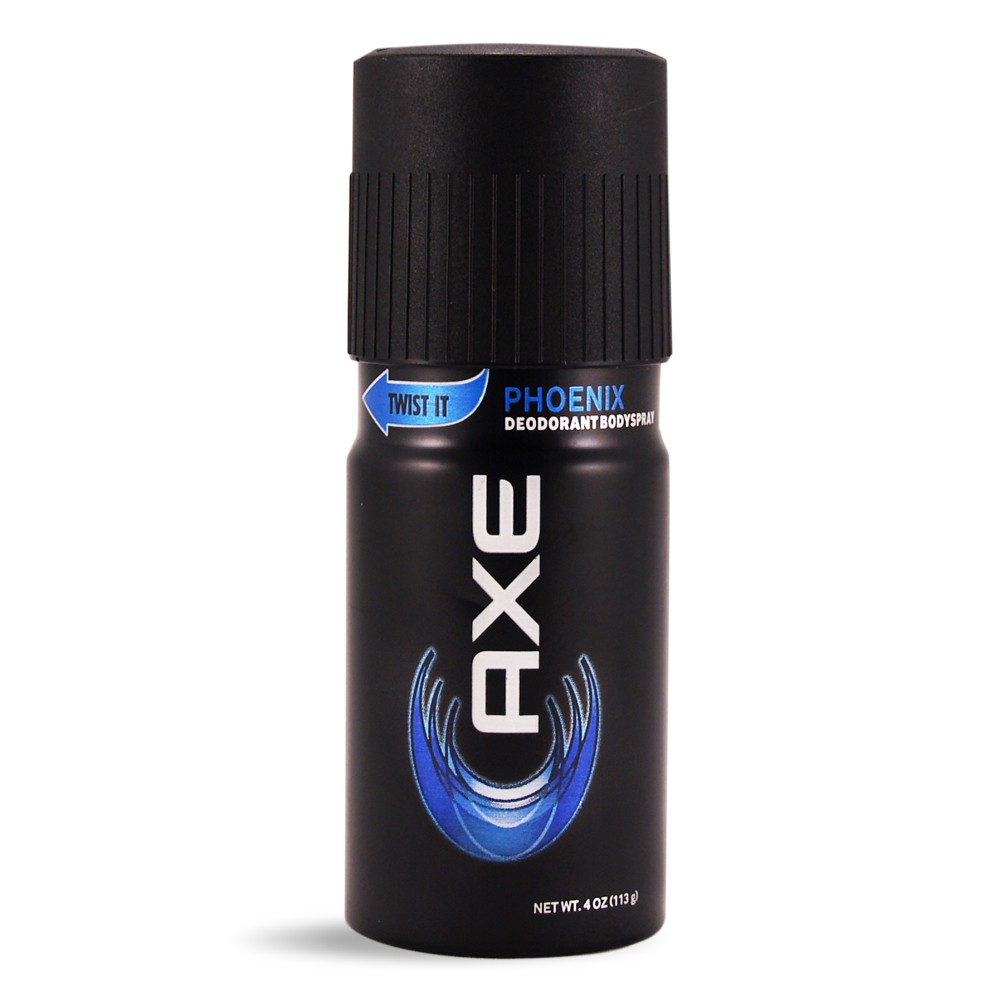 TWIST IT
PHOENIX
DEODORANT BODYSPRAY
AXE
NET WT. 4 OZ (113 g)